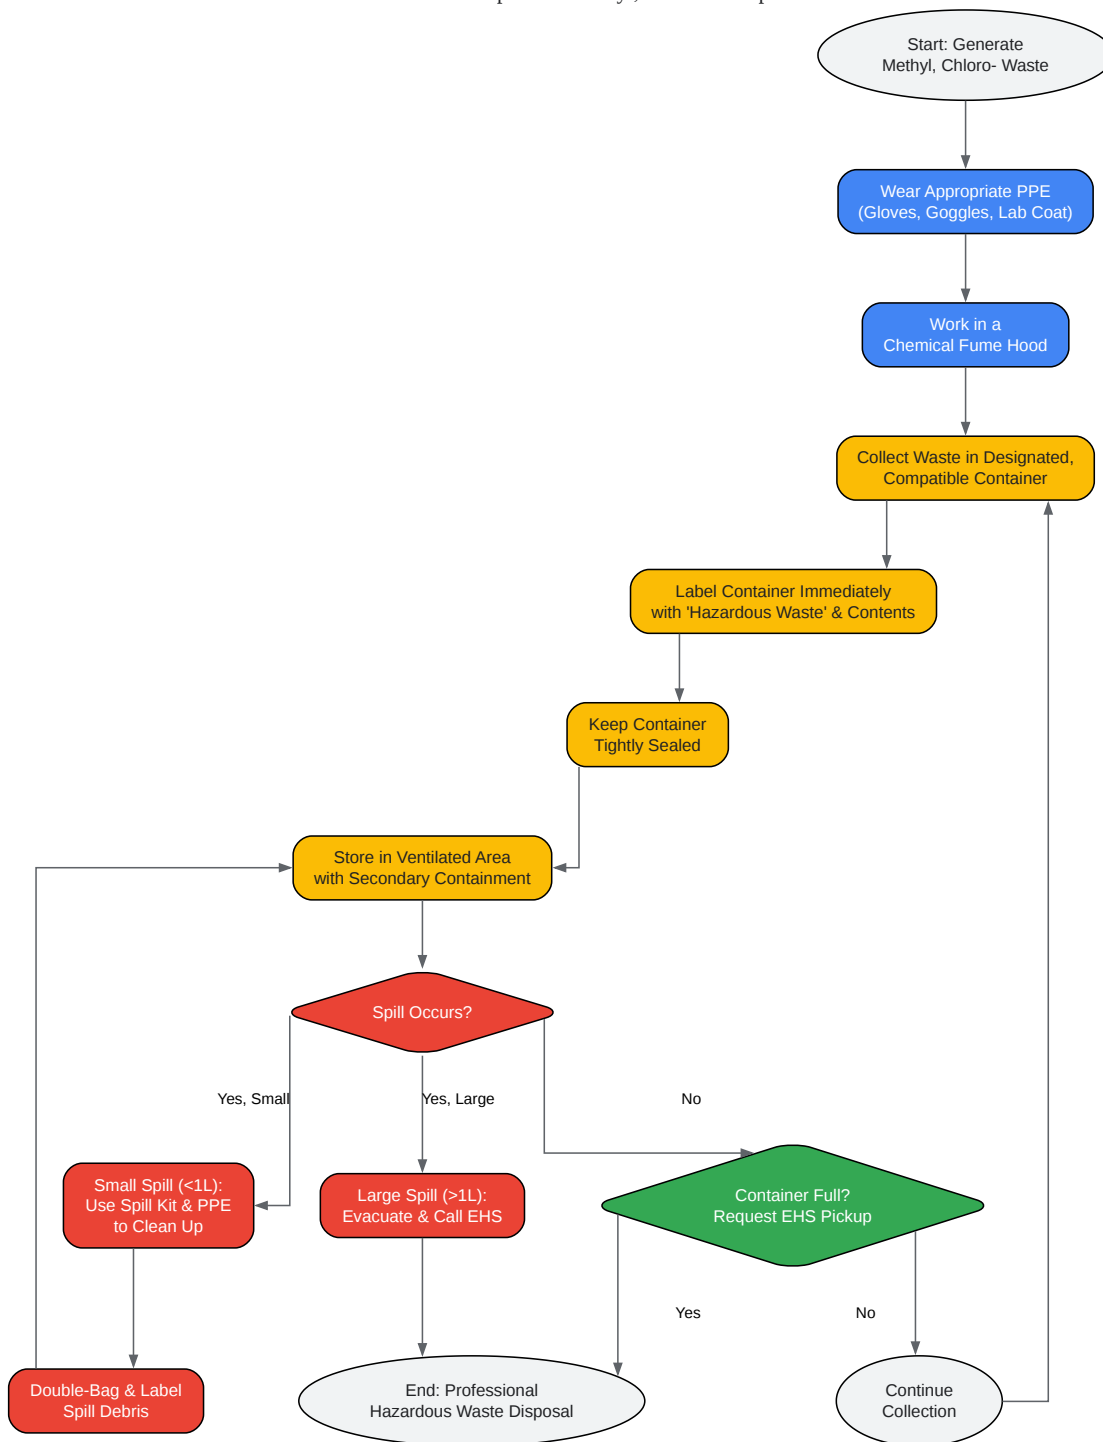 Start: Generate
Methyl, Chloro- Waste
Wear Appropriate PPE
(Gloves, Goggles, Lab Coat)
Work in a
Chemical Fume Hood
Collect Waste in Designated,
Compatible Container
Label Container Immediately
with 'Hazardous Waste' & Contents
Keep Container
Tightly Sealed
Store in Ventilated Area
with Secondary Containment
Spill Occurs?
Yes, Small
Yes, Large
No
Small Spill (<1L):
Use Spill Kit & PPE
to Clean Up
Large Spill (>1L):
Evacuate & Call EHS
Container Full?
Request EHS Pickup
Yes
No
Double-Bag & Label
Spill Debris
End: Professional
Hazardous Waste Disposal
Continue
Collection